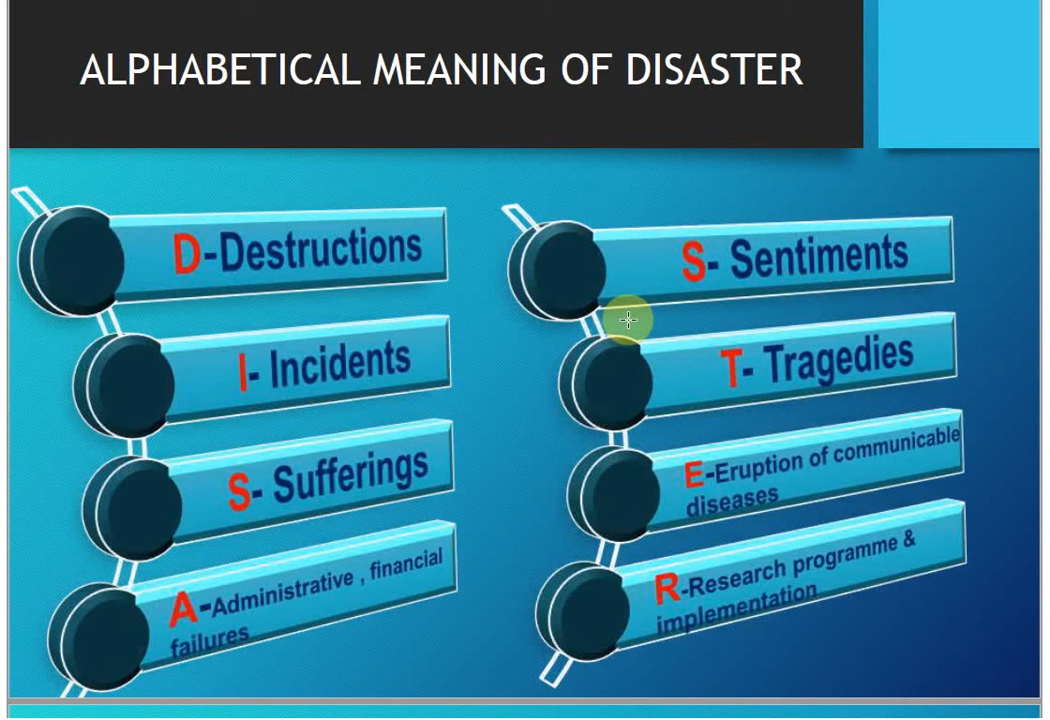 ALPHABETICAL MEANING OF DISASTER
D-Destructions
I- Incidents
S- Sufferings
A-Administrative , financial
failures
S- Sentiments
T- Tragedies
E-Eruption of communicable
diseases
R-Research programme &
implementation